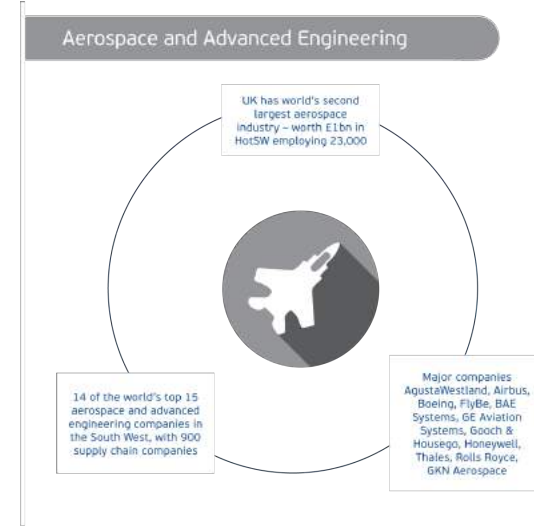 Aerospace and Advanced Engineering
UK has world's second
largest aerospace
industry – worth £1bn in
HotSW employing 23,000
14 of the world's top 15
aerospace and advanced
engineering companies in
the South West, with 900
supply chain companies
Major companies
AgustaWestland, Airbus,
Boeing, FlyBe, BAE
Systems, GE Aviation
Systems, Gooch &
Housego, Honeywell,
Thales, Rolls Royce,
GKN Aerospace